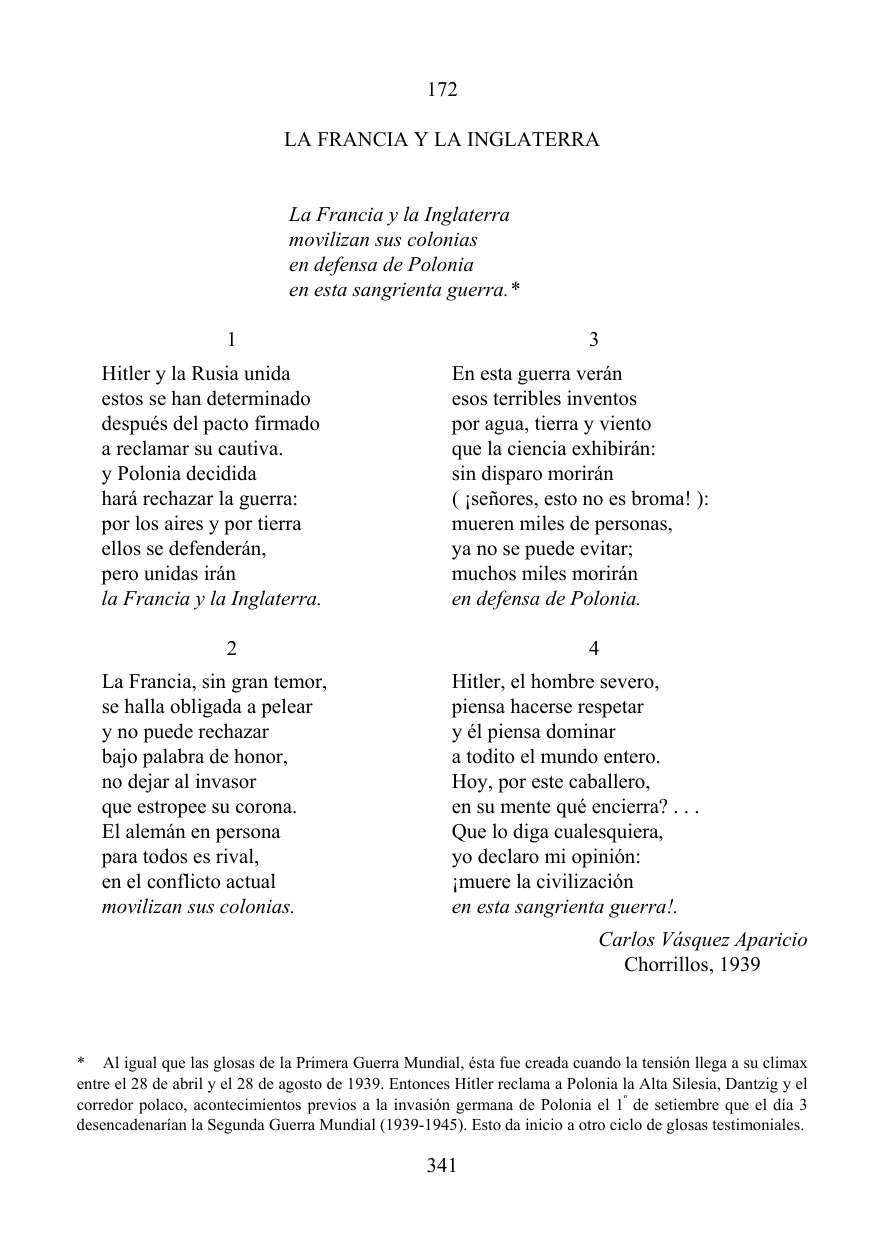 172
LA FRANCIA Y LA INGLATERRA
La Francia y la Inglaterra
movilizan sus colonias
en defensa de Polonia
en esta sangrienta guerra.*
1
Hitler y la Rusia unida
estos se han determinado
después del pacto firmado
a reclamar su cautiva.
y Polonia decidida
hará rechazar la guerra:
por los aires y por tierra
ellos se defenderán,
pero unidas irán
la Francia y la Inglaterra.
2
La Francia, sin gran temor,
se halla obligada a pelear
y no puede rechazar
bajo palabra de honor,
no dejar al invasor
que estropee su corona.
El alemán en persona
para todos es rival,
en el conflicto actual
movilizan sus colonias.
3
En esta guerra verán
esos terribles inventos
por agua, tierra y viento
que la ciencia exhibirán:
sin disparo morirán
( ¡señores, esto no es broma! ):
mueren miles de personas,
ya no se puede evitar;
muchos miles morirán
en defensa de Polonia.
4
Hitler, el hombre severo,
piensa hacerse respetar
y él piensa dominar
a todito el mundo entero.
Hoy, por este caballero,
en su mente qué encierra? . . .
Que lo diga cualesquiera,
yo declaro mi opinión:
¡muere la civilización
en esta sangrienta guerra!.
Carlos Vásquez Aparicio
Chorrillos, 1939
* Al igual que las glosas de la Primera Guerra Mundial, ésta fue creada cuando la tensión llega a su climax
entre el 28 de abril y el 28 de agosto de 1939. Entonces Hitler reclama a Polonia la Alta Silesia, Dantzig y el
corredor polaco, acontecimientos previos a la invasión germana de Polonia el 1º de setiembre que el día 3
desencadenarían la Segunda Guerra Mundial (1939-1945). Esto da inicio a otro ciclo de glosas testimoniales.
341